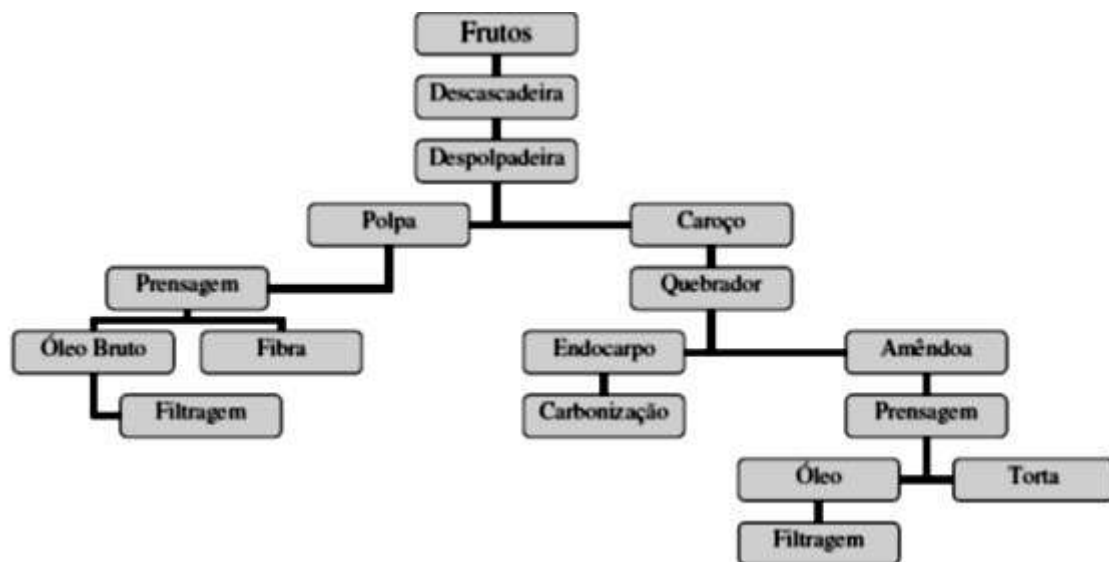 Frutos
Descascadeira
Despolpadeira
Polpa
Caroço
Prensagem
Quebrador
Óleo Bruto
Fibra
Endocarpo
Amêndoa
Filtragem
Carbonização
Prensagem
Óleo
Torta
Filtragem